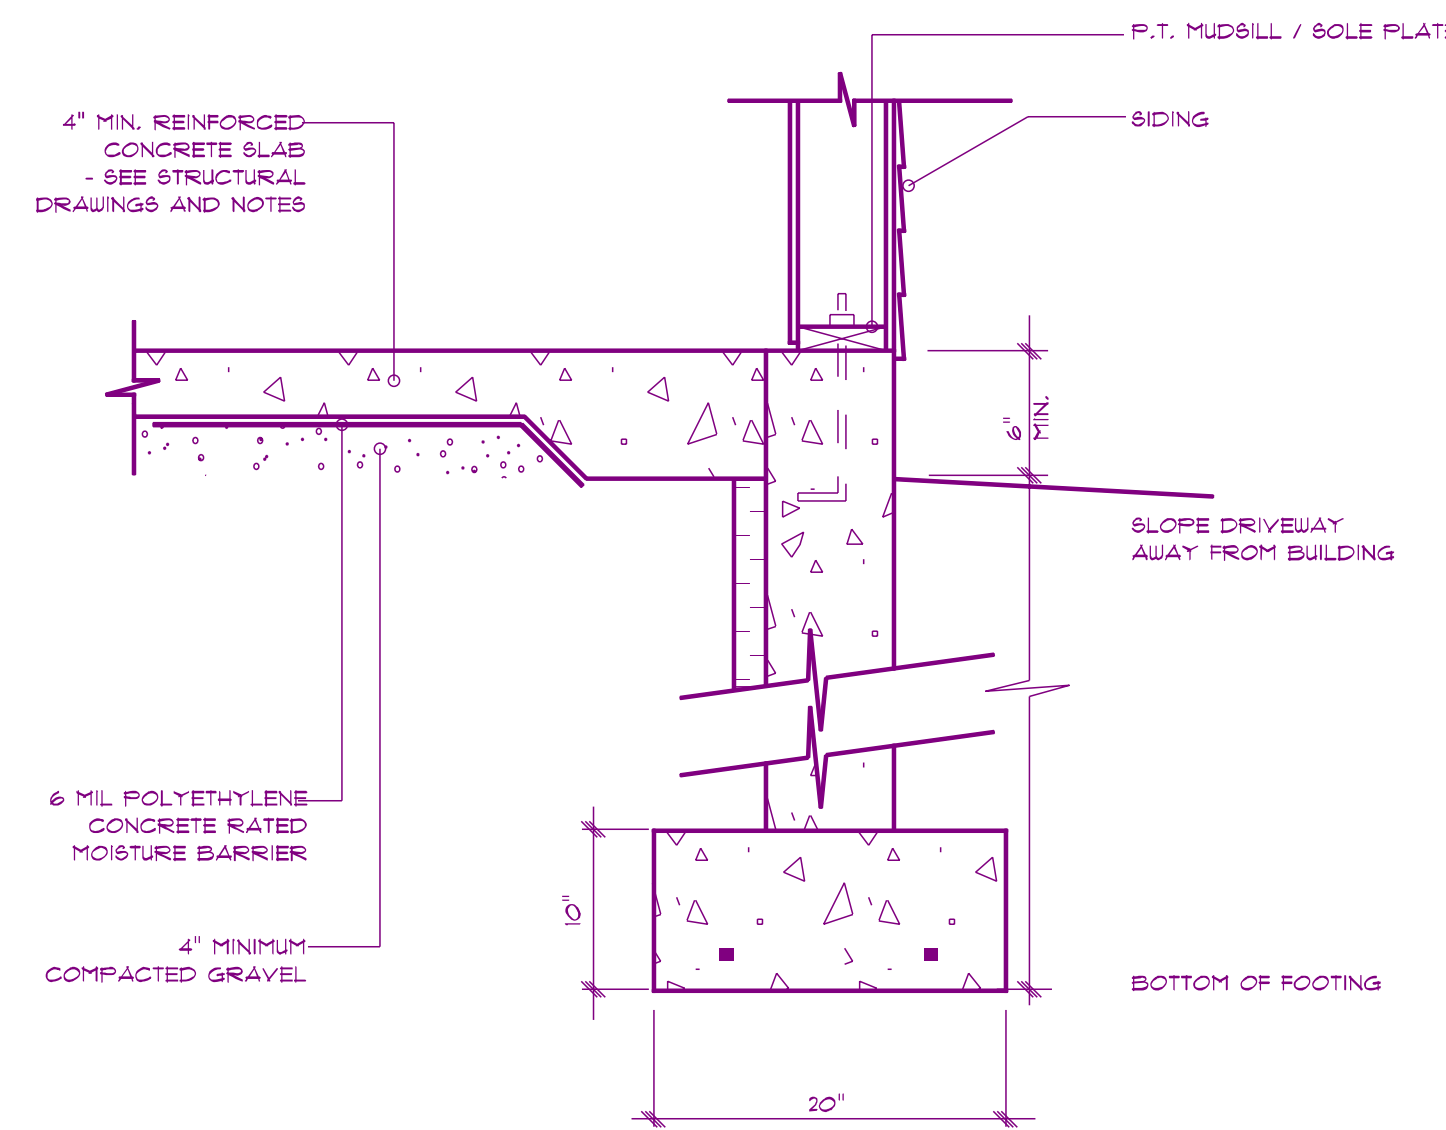 P.T. MUDSILL / SOLE PLATE
SIDING
4" MIN. REINFORCED
CONCRETE SLAB
- SEE STRUCTURAL
DRAWINGS AND NOTES
6" MIN.
SLOPE DRIVEWAY
AWAY FROM BUILDING
6 MIL POLYETHYLENE
CONCRETE RATED
MOISTURE BARRIER
10"
4" MINIMUM
COMPACTED GRAVEL
BOTTOM OF FOOTING
20"